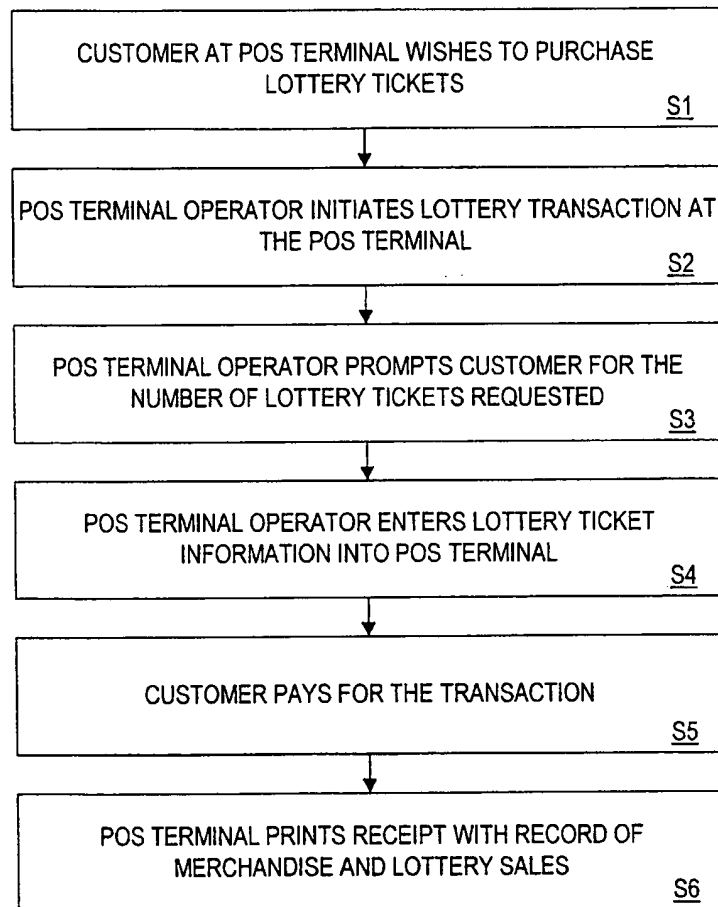 CUSTOMER AT POS TERMINAL WISHES TO PURCHASE
LOTTERY TICKETS
S1
POS TERMINAL OPERATOR INITIATES LOTTERY TRANSACTION AT
THE POS TERMINAL
S2
POS TERMINAL OPERATOR PROMPTS CUSTOMER FOR THE
NUMBER OF LOTTERY TICKETS REQUESTED
S3
POS TERMINAL OPERATOR ENTERS LOTTERY TICKET
INFORMATION INTO POS TERMINAL
S4
CUSTOMER PAYS FOR THE TRANSACTION
S5
POS TERMINAL PRINTS RECEIPT WITH RECORD OF
MERCHANDISE AND LOTTERY SALES
S6